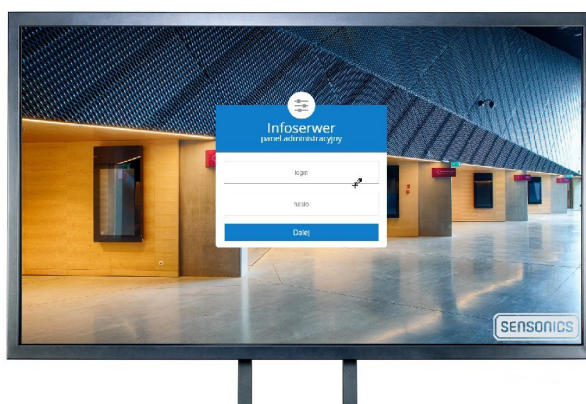 Infoserwer
panel administracyjny
login
hasło
Dalej
SENSONICS